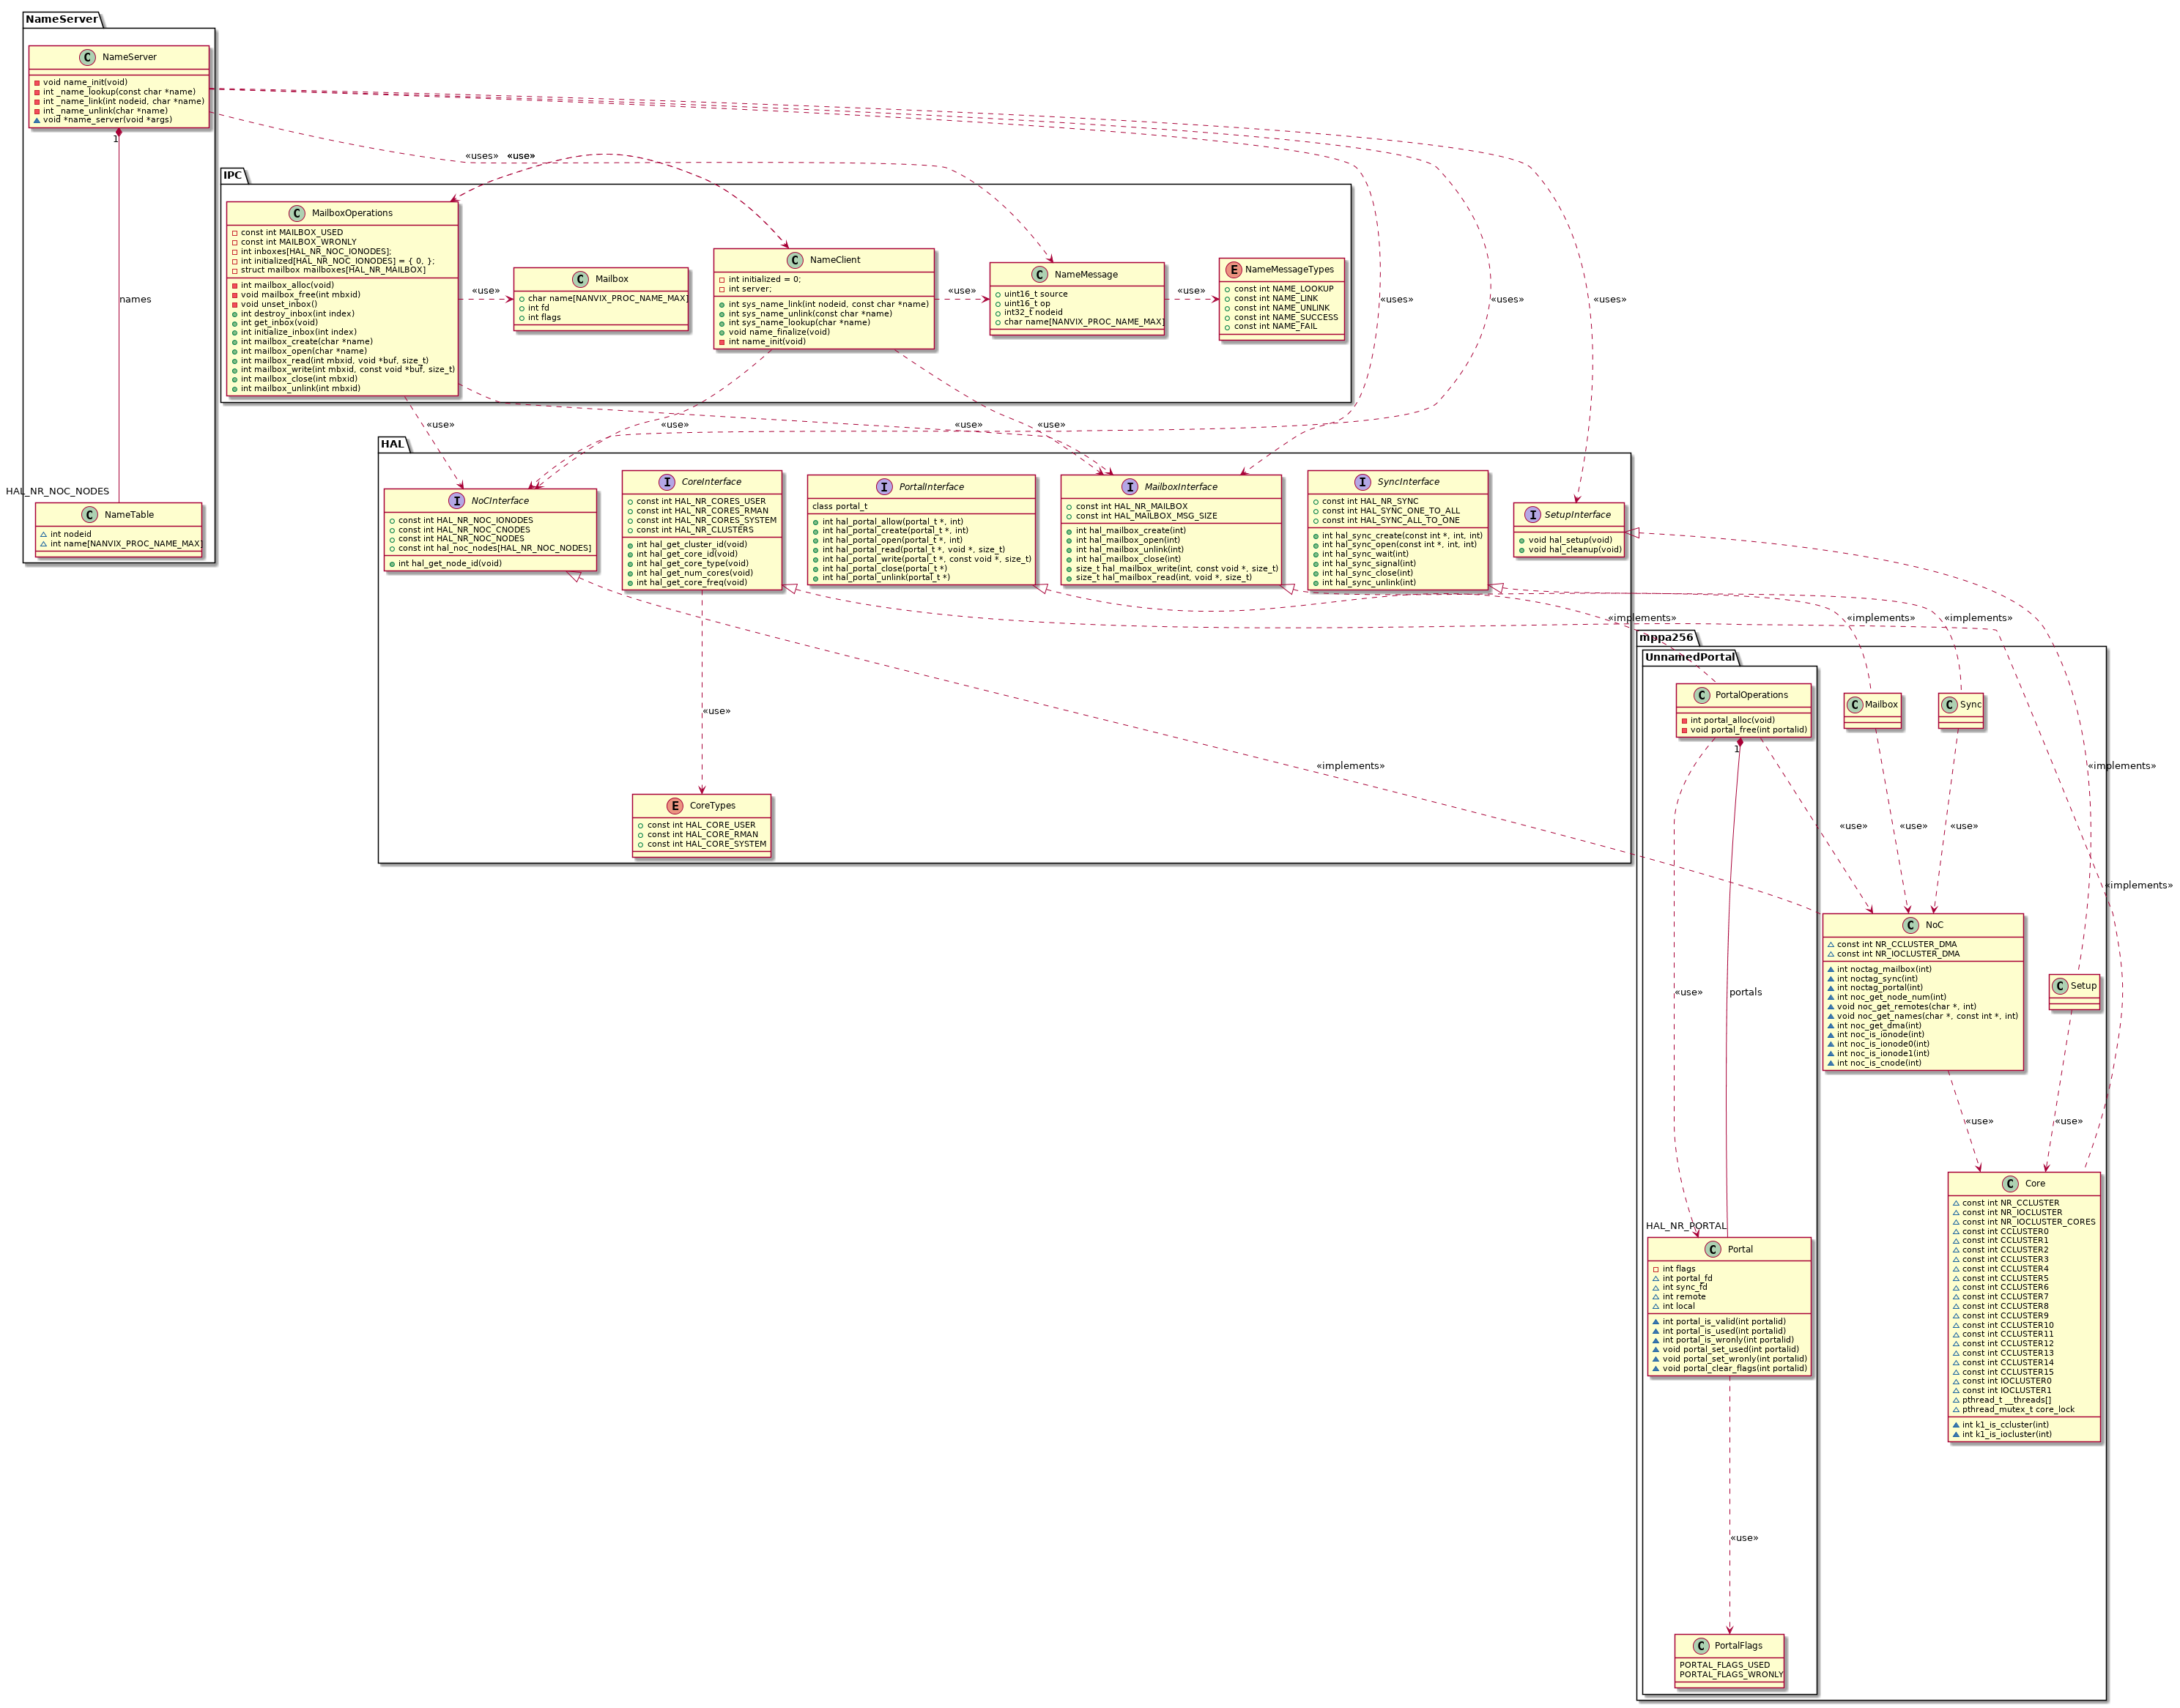 NameServer
NameServer
void name_init(void)
int _name_lookup(const char *name)
int _name_link(int nodeid, char *name)
int _name_unlink(char *name)
void *name_server(void *args)
1
names
HAL_NR_NOC_NODES
NameTable
int nodeid
int name[NANVIX_PROC_NAME_MAX]
«uses»
«use»
IPC
MailboxOperations
const int MAILBOX_USED
const int MAILBOX_WRONLY
int inboxes[HAL_NR_NOC_IONODES];
int initialized[HAL_NR_NOC_IONODES] = { 0, };
struct mailbox mailboxes[HAL_NR_MAILBOX]
int mailbox_alloc(void)
void mailbox_free(int mbxid)
void unset_inbox()
int destroy_inbox(int index)
int get_inbox(void)
int initialize_inbox(int index)
int mailbox_create(char *name)
int mailbox_open(char *name)
int mailbox_read(int mbxid, void *buf, size_t)
int mailbox_write(int mbxid, const void *buf, size_t)
int mailbox_close(int mbxid)
int mailbox_unlink(int mbxid)
«use»
Mailbox
char name[NANVIX_PROC_NAME_MAX]
int fd
int flags
NameClient
int initialized = 0;
int server;
int sys_name_link(int nodeid, const char *name)
int sys_name_unlink(const char *name)
int sys_name_lookup(char *name)
void name_finalize(void)
int name_init(void)
«use»
NameMessage
uint16_t source
uint16_t op
int32_t nodeid
char name[NANVIX_PROC_NAME_MAX]
«use»
NameMessageTypes
const int NAME_LOOKUP
const int NAME_LINK
const int NAME_UNLINK
const int NAME_SUCCESS
const int NAME_FAIL
«uses»
«uses»
«uses»
«use»
«use»
«use»
«use»
HAL
NoCInterface
const int HAL_NR_NOC_IONODES
const int HAL_NR_NOC_CNODES
const int HAL_NR_NOC_NODES
const int hal_noc_nodes[HAL_NR_NOC_NODES]
int hal_get_node_id(void)
CoreInterface
const int HAL_NR_CORES_USER
const int HAL_NR_CORES_RMAN
const int HAL_NR_CORES_SYSTEM
const int HAL_NR_CLUSTERS
int hal_get_cluster_id(void)
int hal_get_core_id(void)
int hal_get_core_type(void)
int hal_get_num_cores(void)
int hal_get_core_freq(void)
PortalInterface
class portal_t
int hal_portal_allow(portal_t *, int)
int hal_portal_create(portal_t *, int)
int hal_portal_open(portal_t *, int)
int hal_portal_read(portal_t *, void *, size_t)
int hal_portal_write(portal_t *, const void *, size_t)
int hal_portal_close(portal_t *)
int hal_portal_unlink(portal_t *)
MailboxInterface
const int HAL_NR_MAILBOX
const int HAL_MAILBOX_MSG_SIZE
int hal_mailbox_create(int)
int hal_mailbox_open(int)
int hal_mailbox_unlink(int)
int hal_mailbox_close(int)
size_t hal_mailbox_write(int, const void *, size_t)
size_t hal_mailbox_read(int, void *, size_t)
SyncInterface
const int HAL_NR_SYNC
const int HAL_SYNC_ONE_TO_ALL
const int HAL_SYNC_ALL_TO_ONE
int hal_sync_create(const int *, int, int)
int hal_sync_open(const int *, int, int)
int hal_sync_wait(int)
int hal_sync_signal(int)
int hal_sync_close(int)
int hal_sync_unlink(int)
SetupInterface
void hal_setup(void)
void hal_cleanup(void)
«use»
CoreTypes
const int HAL_CORE_USER
const int HAL_CORE_RMAN
const int HAL_CORE_SYSTEM
«implements»
«implements»
«implements»
«implements»
«implements»
«implements»
mppa256
UnnamedPortal
PortalOperations
int portal_alloc(void)
void portal_free(int portalid)
1
Mailbox
Sync
«use»
«use»
«use»
NoC
const int NR_CCLUSTER_DMA
const int NR_IOCLUSTER_DMA
int noctag_mailbox(int)
int noctag_sync(int)
int noctag_portal(int)
int noc_get_node_num(int)
void noc_get_remotes(char *, int)
void noc_get_names(char *, const int *, int)
int noc_get_dma(int)
int noc_is_ionode(int)
int noc_is_ionode0(int)
int noc_is_ionode1(int)
int noc_is_cnode(int)
Setup
«use»
portals
«use»
«use»
HAL_NR_PORTAL
Core
const int NR_CCLUSTER
const int NR_IOCLUSTER
const int NR_IOCLUSTER_CORES
const int CCLUSTER0
const int CCLUSTER1
const int CCLUSTER2
const int CCLUSTER3
const int CCLUSTER4
const int CCLUSTER5
const int CCLUSTER6
const int CCLUSTER7
const int CCLUSTER8
const int CCLUSTER9
const int CCLUSTER10
const int CCLUSTER11
const int CCLUSTER12
const int CCLUSTER13
const int CCLUSTER14
const int CCLUSTER15
const int IOCLUSTER0
const int IOCLUSTER1
pthread_t __threads[]
pthread_mutex_t core_lock
int k1_is_ccluster(int)
int k1_is_iocluster(int)
Portal
int flags
int portal_fd
int sync_fd
int remote
int local
int portal_is_valid(int portalid)
int portal_is_used(int portalid)
int portal_is_wronly(int portalid)
void portal_set_used(int portalid)
void portal_set_wronly(int portalid)
void portal_clear_flags(int portalid)
«use»
PortalFlags
PORTAL_FLAGS_USED
PORTAL_FLAGS_WRONLY